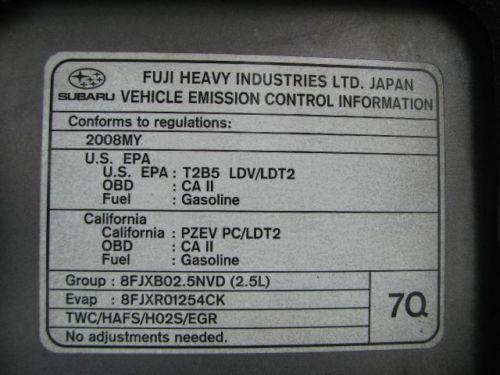 FUJI HEAVY INDUSTRIES LTD. JAPAN
SUBARU VEHICLE EMISSION CONTROL INFORMATION
Conforms to regulations:
2008MY
U.S. EPA
U.S. EPA : T2B5 LDV/LDT2
OBD : CA II
Fuel : Gasoline
California
California : PZEV PC/LDT2
OBD : CA II
Fuel : Gasoline
Group : 8FJXB02.5NVD (2.5L)
Evap : 8FJXR01254CK
TWC/HAFS/HO2S/EGR
No adjustments needed.
7Q